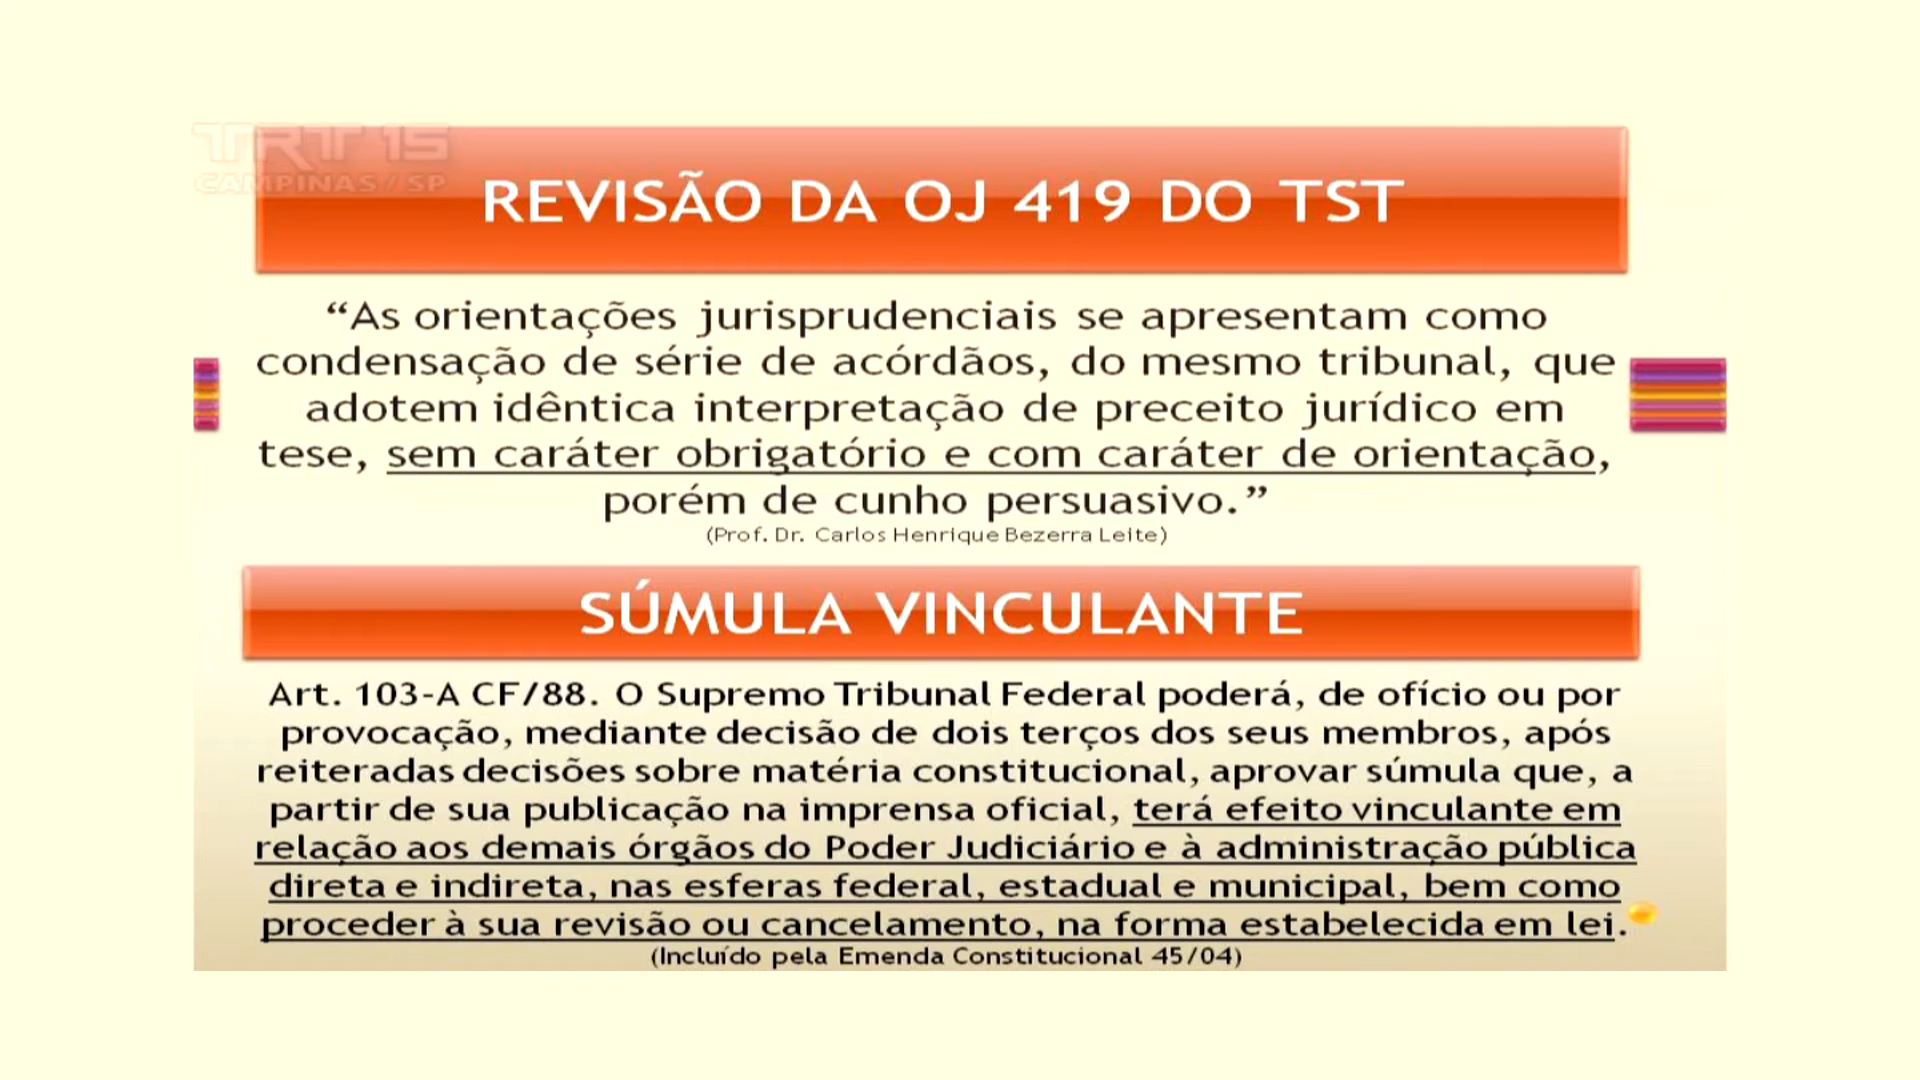 TRT 15
CAMPINAS / SP
REVISÃO DA OJ 419 DO TST
“As orientações jurisprudenciais se apresentam como
condensação de série de acórdãos, do mesmo tribunal, que
adotem idêntica interpretação de preceito jurídico em
tese, sem caráter obrigatório e com caráter de orientação,
porém de cunho persuasivo.”
(Prof. Dr. Carlos Henrique Bezerra Leite)
SÚMULA VINCULANTE
Art. 103-A CF/88. O Supremo Tribunal Federal poderá, de ofício ou por
provocação, mediante decisão de dois terços dos seus membros, após
reiteradas decisões sobre matéria constitucional, aprovar súmula que, a
partir de sua publicação na imprensa oficial, terá efeito vinculante em
relação aos demais órgãos do Poder Judiciário e à administração pública
direta e indireta, nas esferas federal, estadual e municipal, bem como
proceder à sua revisão ou cancelamento, na forma estabelecida em lei.
(Incluído pela Emenda Constitucional 45/04)